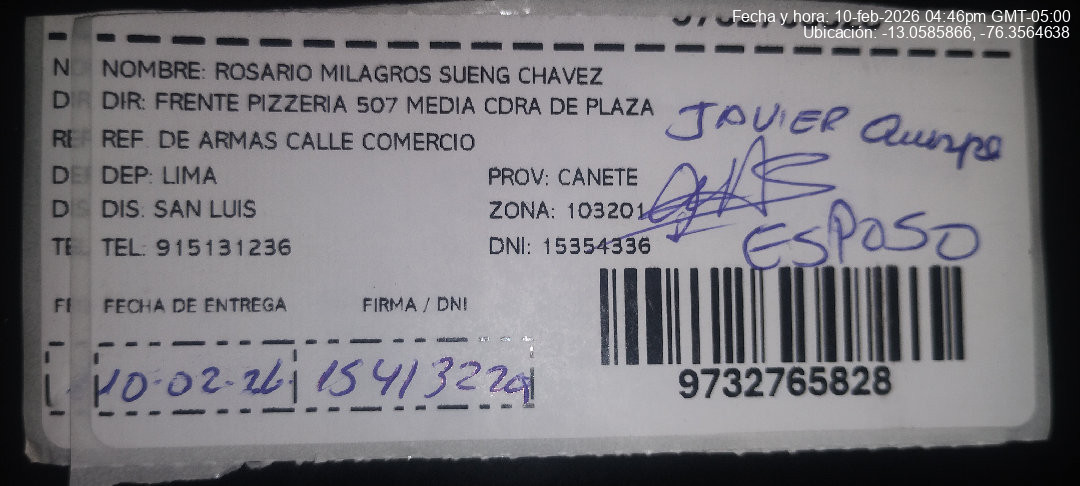 Fecha y hora: 10-feb-2026 04:46pm GMT-05:00
Ubicación: -13.0585866, -76.3564638
NOMBRE: ROSARIO MILAGROS SUENG CHAVEZ
DIR: FRENTE PIZZERIA 507 MEDIA CDRA DE PLAZA
JAVIER
REF. DE ARMAS CALLE COMERCIO
DEP: LIMA PROV: CANETE
DIS: SAN LUIS ZONA: 103201
ESPOSO
TEL: 915131236 DNI: 15354336
FECHA DE ENTREGA FIRMA / DNI
10-02-26 15413229
9732765828